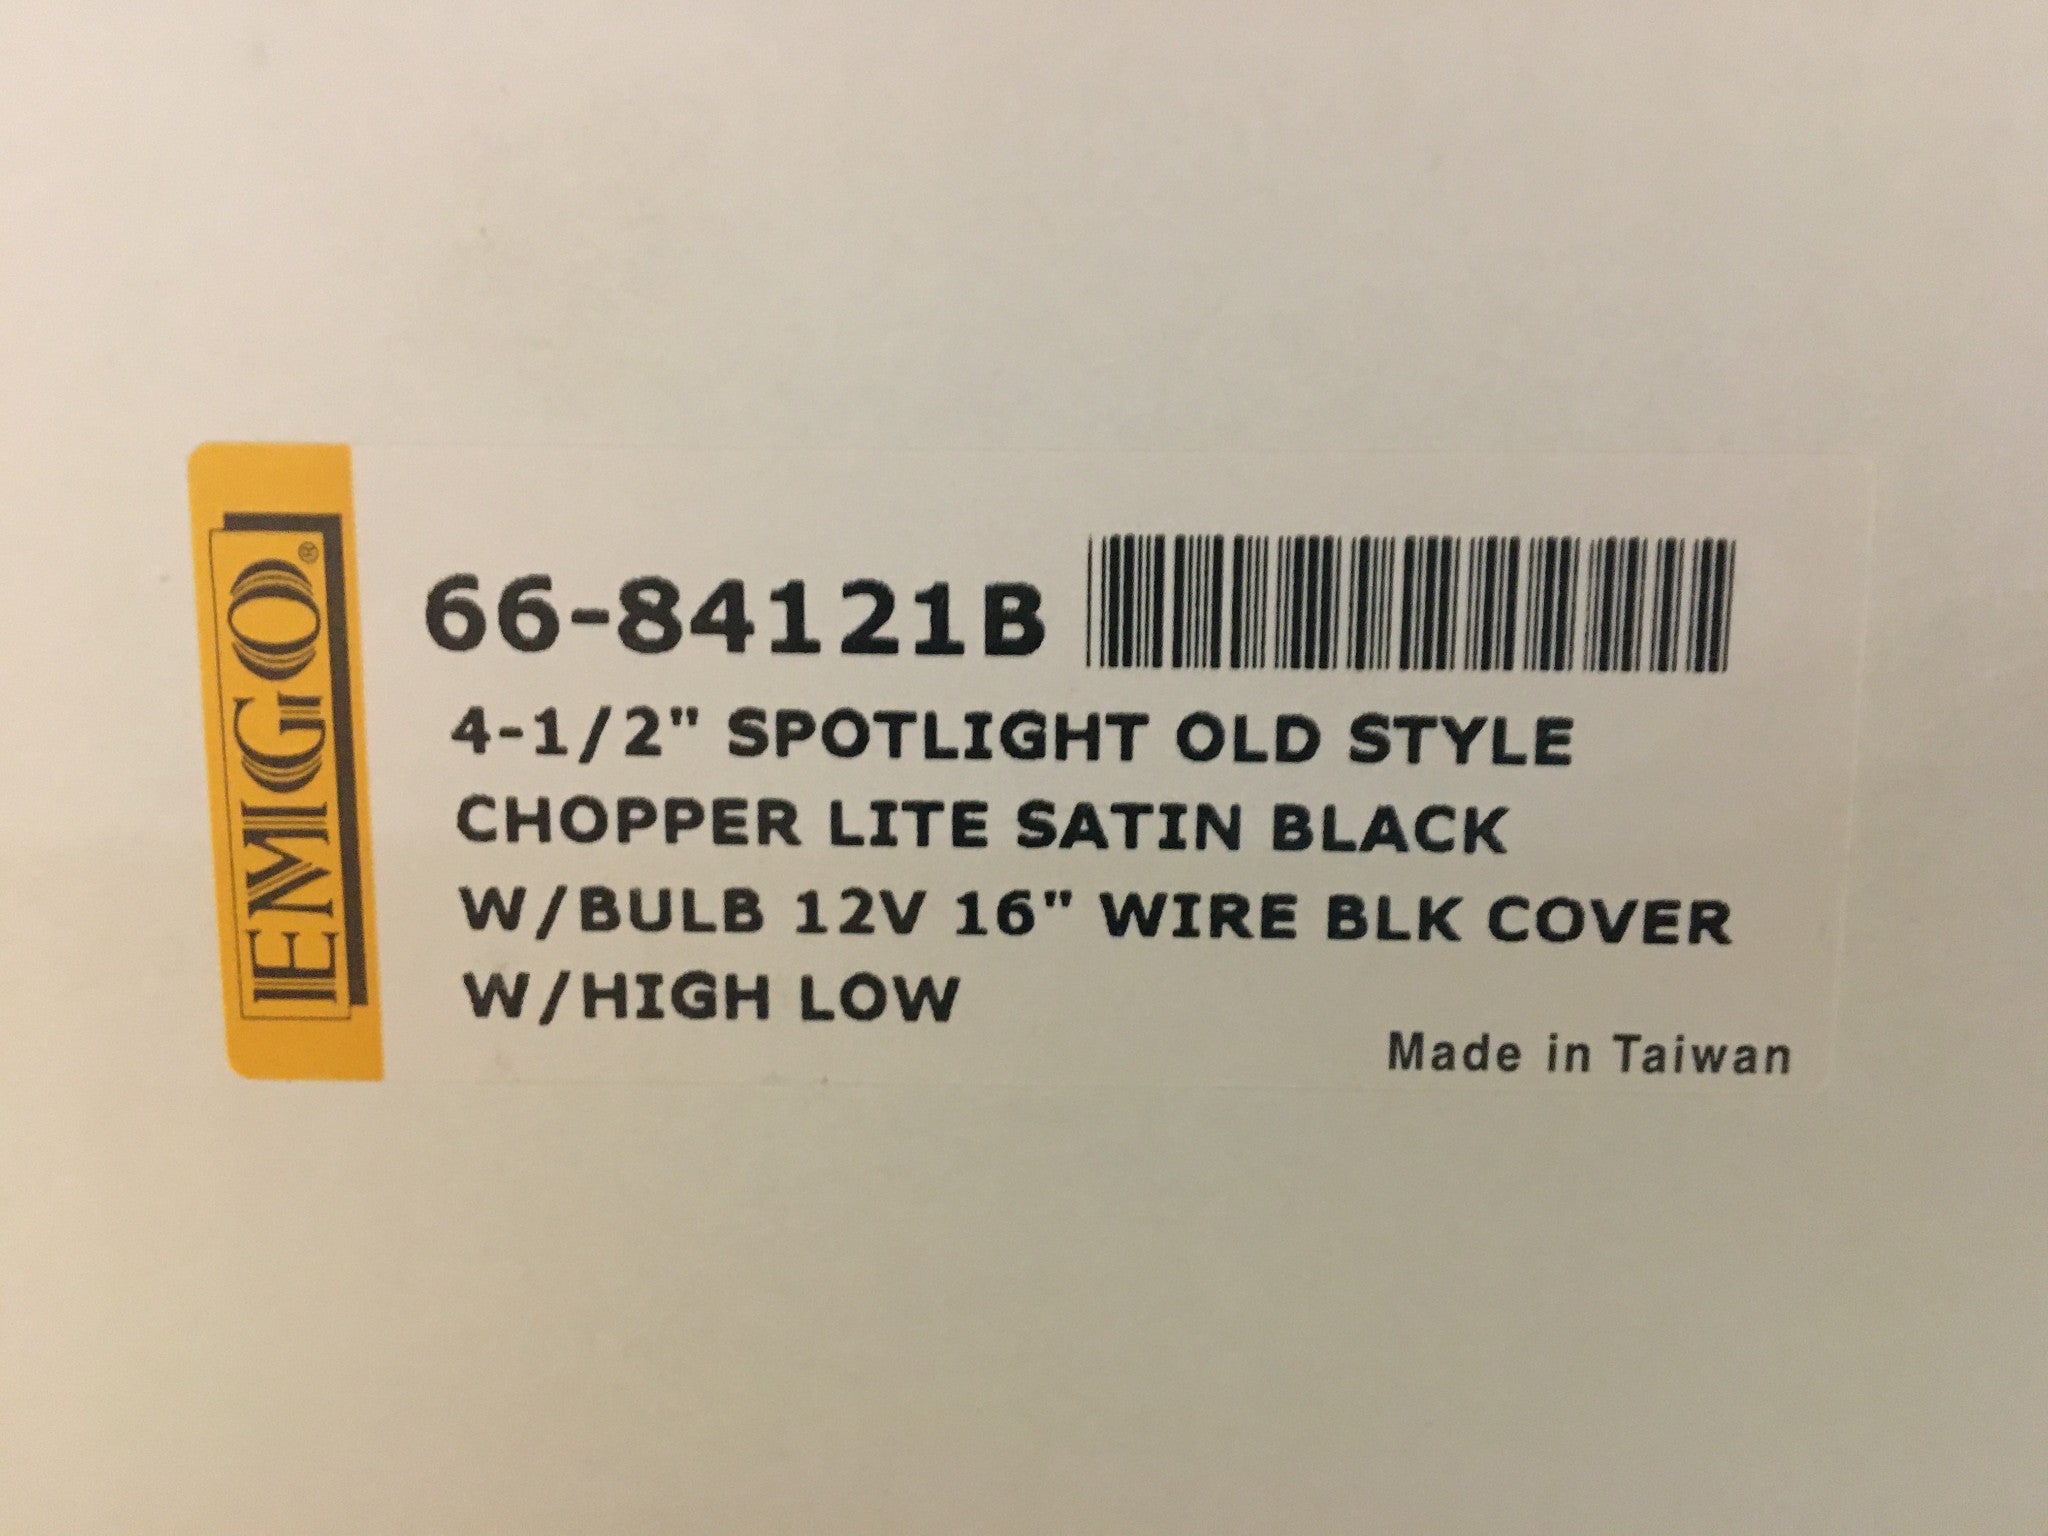 IEMIGO®
66-84121B
4-1/2" SPOTLIGHT OLD STYLE
CHOPPER LITE SATIN BLACK
W/BULB 12V 16" WIRE BLK COVER
W/HIGH LOW
Made in Taiwan